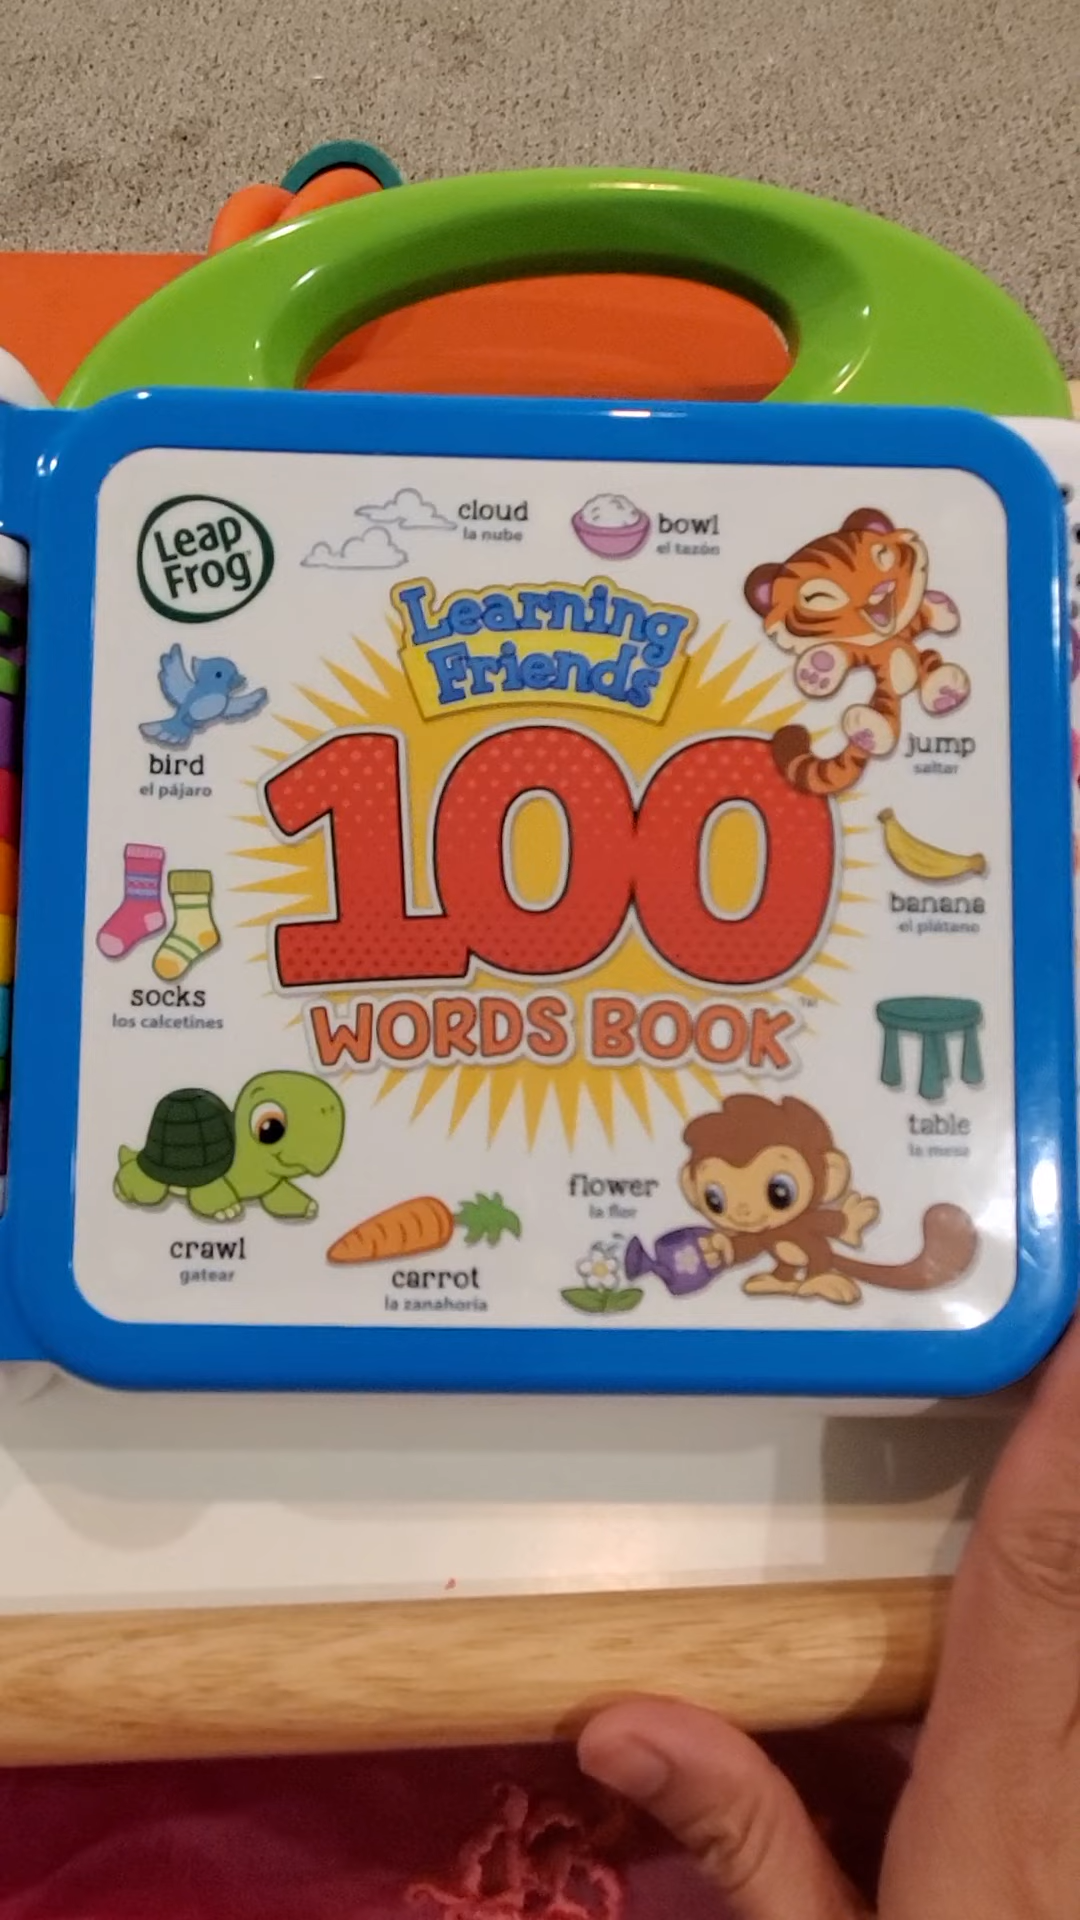 Leap
Frog
cloud
la nube
bowl
el tazón
Learning
Friends
bird
el pájaro
jump
saltar
100
WORDS BOOK™
banana
el plátano
socks
los calcetines
table
la mesa
flower
la flor
crawl
gatear
carrot
la zanahoria